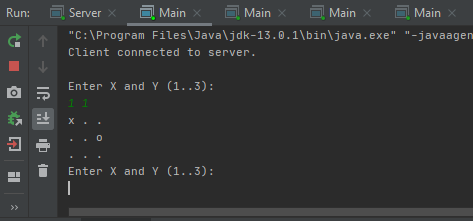 Run: Server Main Main Main
"C:\Program Files\Java\jdk-13.0.1\bin\java.exe" "-javaagen
Client connected to server.
Enter X and Y (1..3):
1 1
x . .
. . o
. . .
Enter X and Y (1..3):